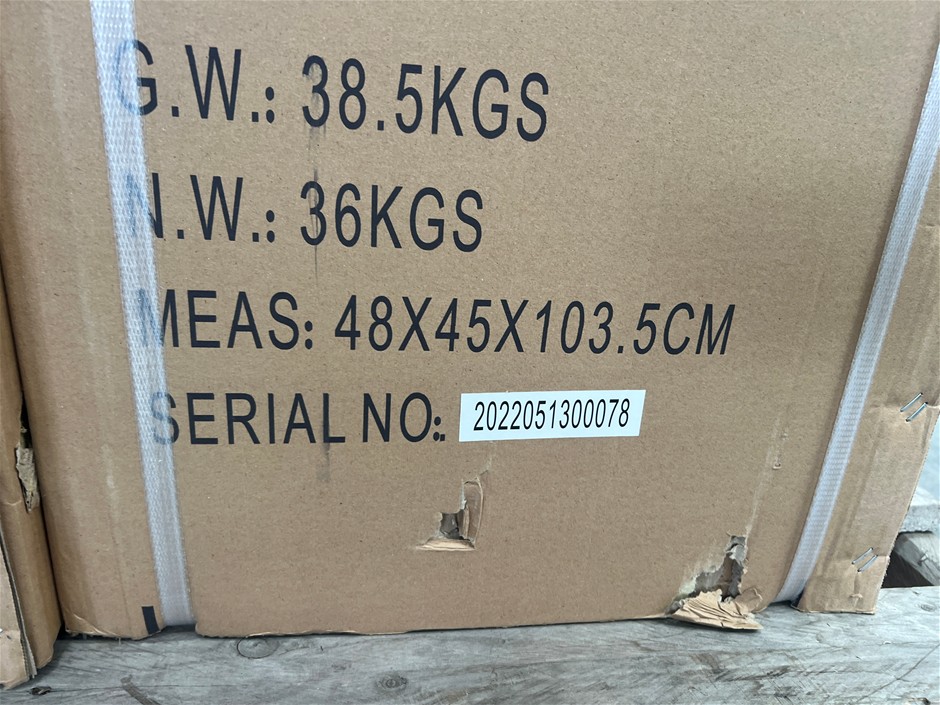 G.W.: 38.5KGS
N.W.: 36KGS
MEAS: 48X45X103.5CM
SERIAL NO:. 2022051300078